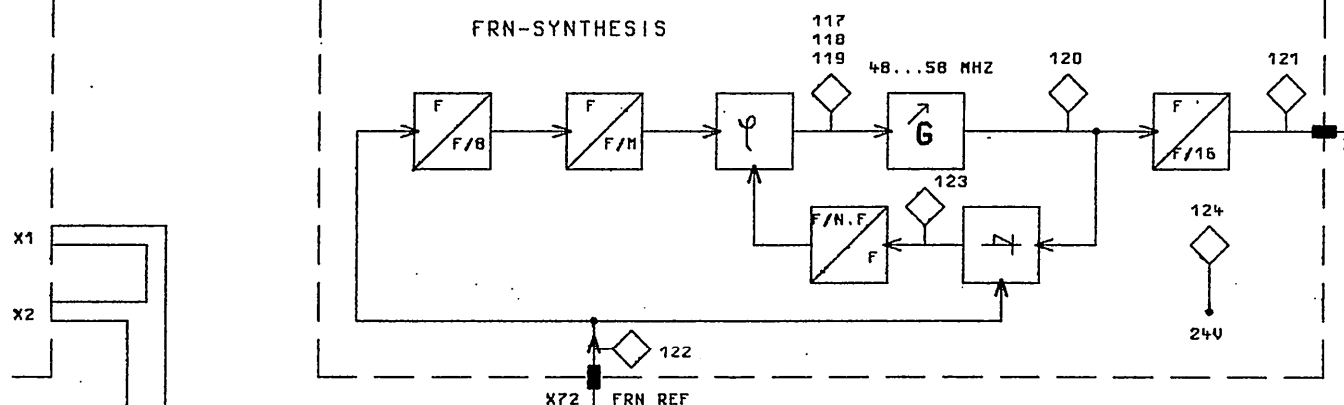 FRN-SYNTHESIS
117
118
119
48...58 MHZ
120
121
F
F/8
F
F/M
φ
G
F
F/16
123
F/N.F
F
124
24V
X1
X2
122
X72 FRN REF